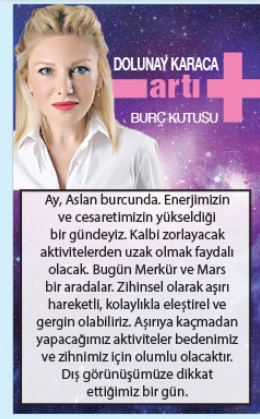 DOLUNAY KARACA
artı
BURÇ KUTUSU
Ay, Aslan burcunda. Enerjimizin
ve cesaretimizin yükseldiği
bir gündeyiz. Kalbi zorlayacak
aktivitelerden uzak olmak faydalı
olacak. Bugün Merkür ve Mars
bir aradalar. Zihinsel olarak aşırı
hareketli, kolaylıkla eleştirel ve
gergin olabiliriz. Aşırıya kaçmadan
yapacağımız aktiviteler bedenimiz
ve zihnimiz için olumlu olacaktır.
Dış görünüşümüze dikkat
ettiğimiz bir gün.